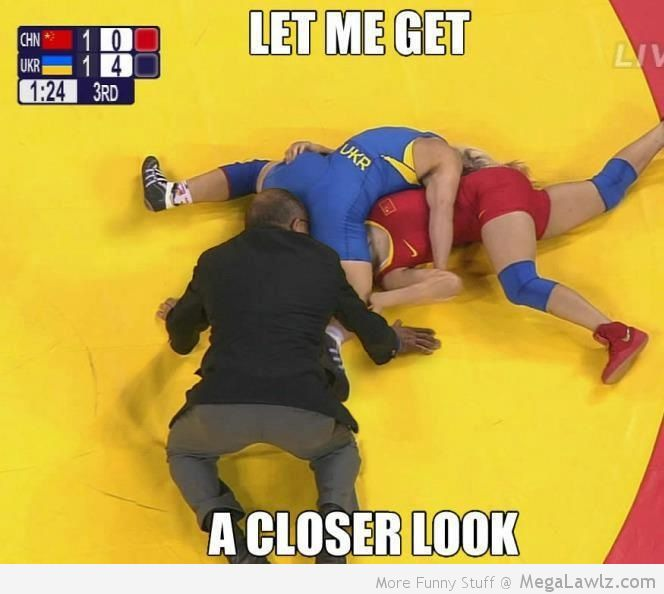 LET ME GET
CHN 1 0
UKR 1 4
1:24 3RD
LIV
UKR
A CLOSER LOOK
More Funny Stuff @ MegaLawlz.com